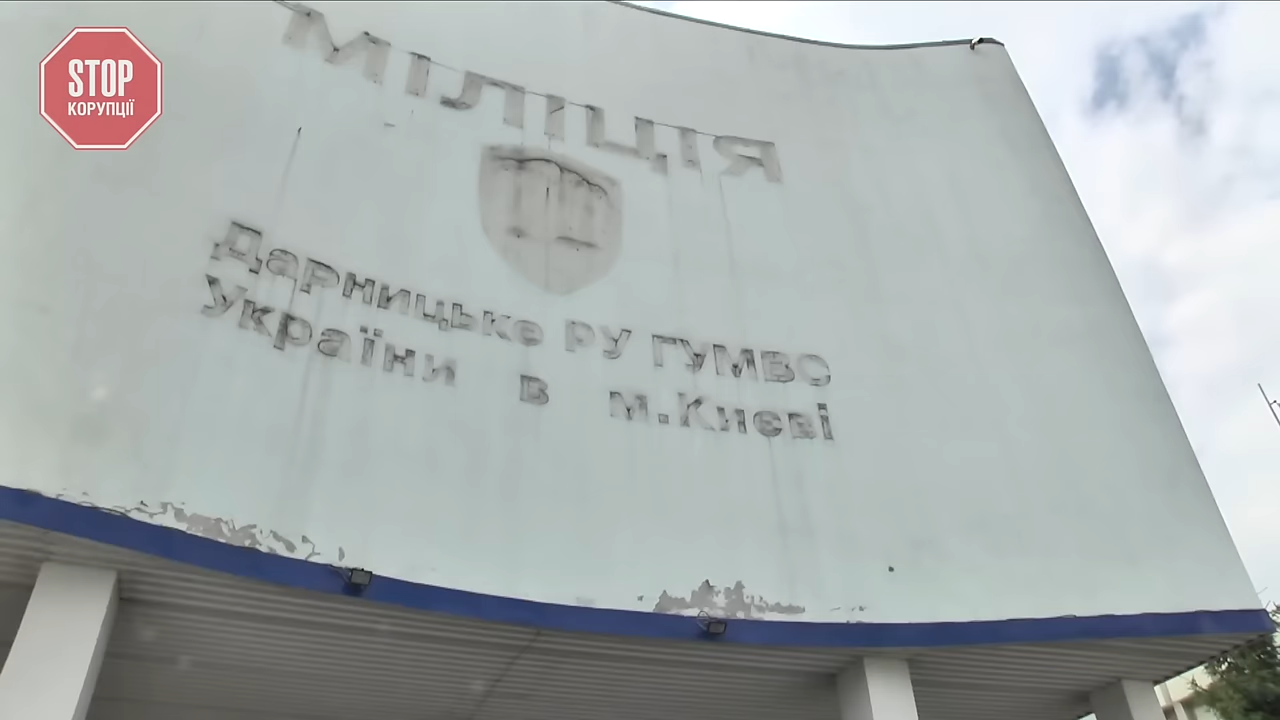 STOP
КОРУПЦІЇ
МІЛІЦІЯ
Дарницьке РУ ГУМВС
України в м.Києві